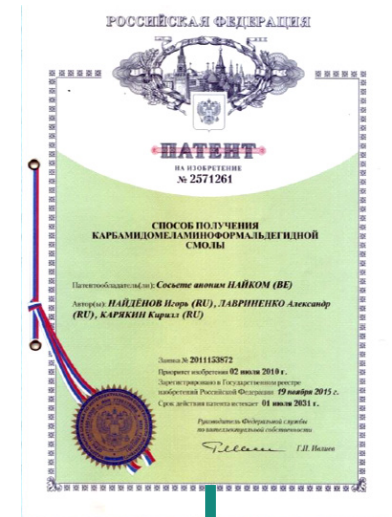 РОССИЙСКАЯ ФЕДЕРАЦИЯ
ПАТЕНТ
НА ИЗОБРЕТЕНИЕ
№ 2571261
СПОСОБ ПОЛУЧЕНИЯ
КАРБАМИДОМЕЛАМИНОФОРМАЛЬДЕГИДНОЙ
СМОЛЫ
Патентообладатель(ли): Сосьете аноним НАЙКОМ (BE)
Автор(ы): НАЙДЁНОВ Игорь (RU), ЛАВРИНЕНКО Александр
(RU), КАРЯКИН Кирилл (RU)
Заявка № 2011153872
Приоритет изобретения 02 июля 2010 г.
Зарегистрировано в Государственном реестре
изобретений Российской Федерации 19 ноября 2015 г.
Срок действия патента истекает 01 июля 2031 г.
Руководитель Федеральной службы
по интеллектуальной собственности
Г.П. Ивлиев